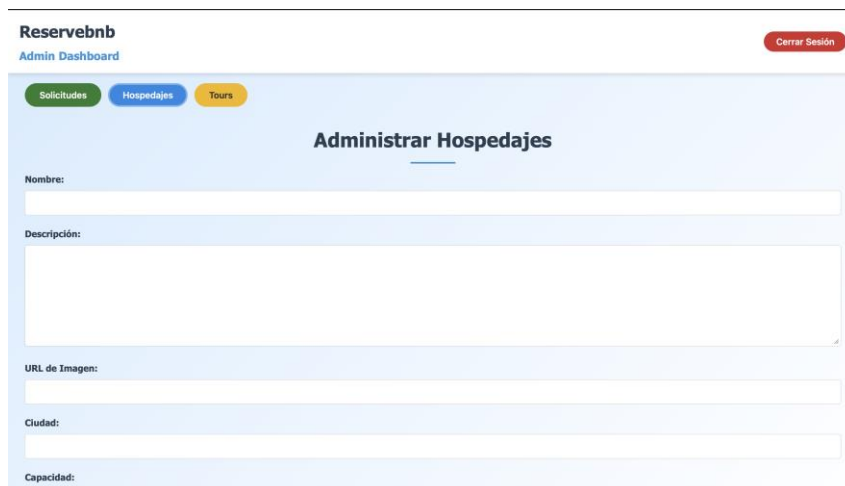 Reservebnb
Admin Dashboard
Cerrar Sesión
Solicitudes Hospedajes Tours
Administrar Hospedajes
Nombre:
Descripción:
URL de Imagen:
Ciudad:
Capacidad: